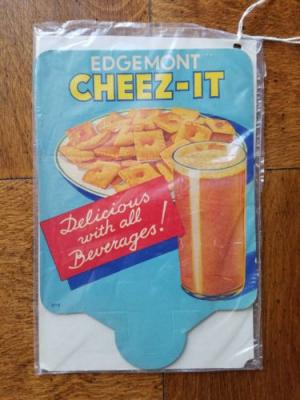 EDGEMONT
CHEEZ-IT
Delicious
with all
Beverages!